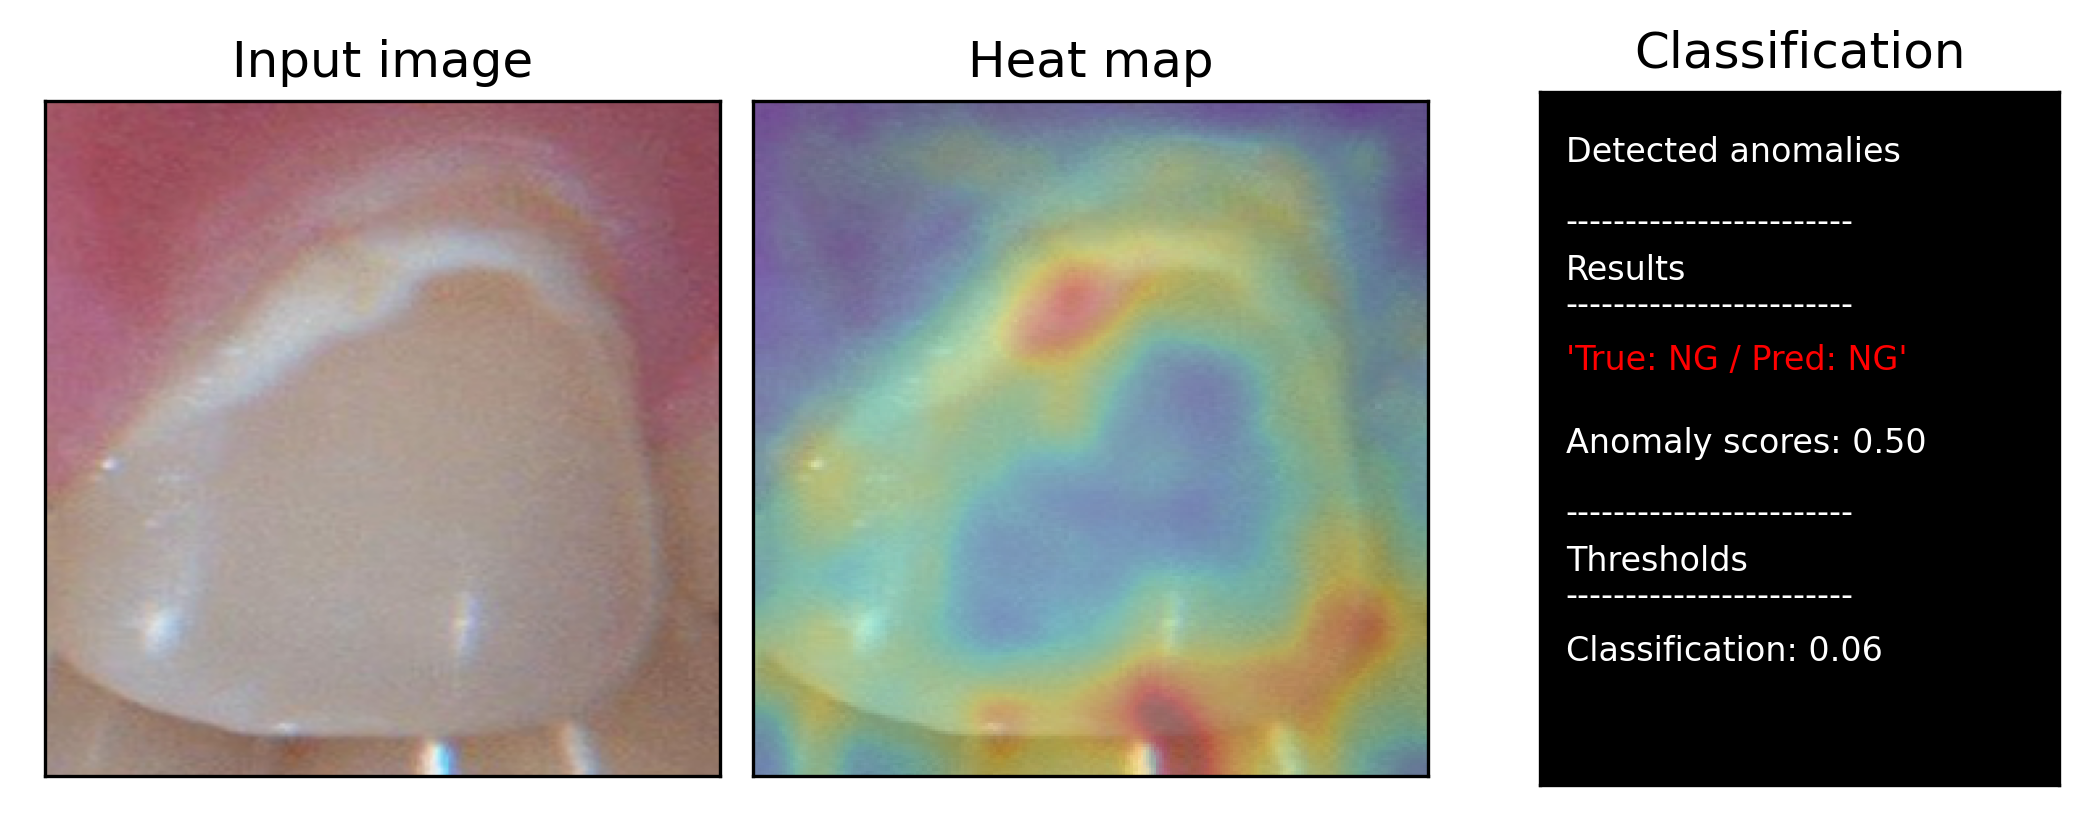 Input image
Heat map
Classification
Detected anomalies
------------------------
Results
------------------------
'True: NG / Pred: NG'
Anomaly scores: 0.50
------------------------
Thresholds
------------------------
Classification: 0.06